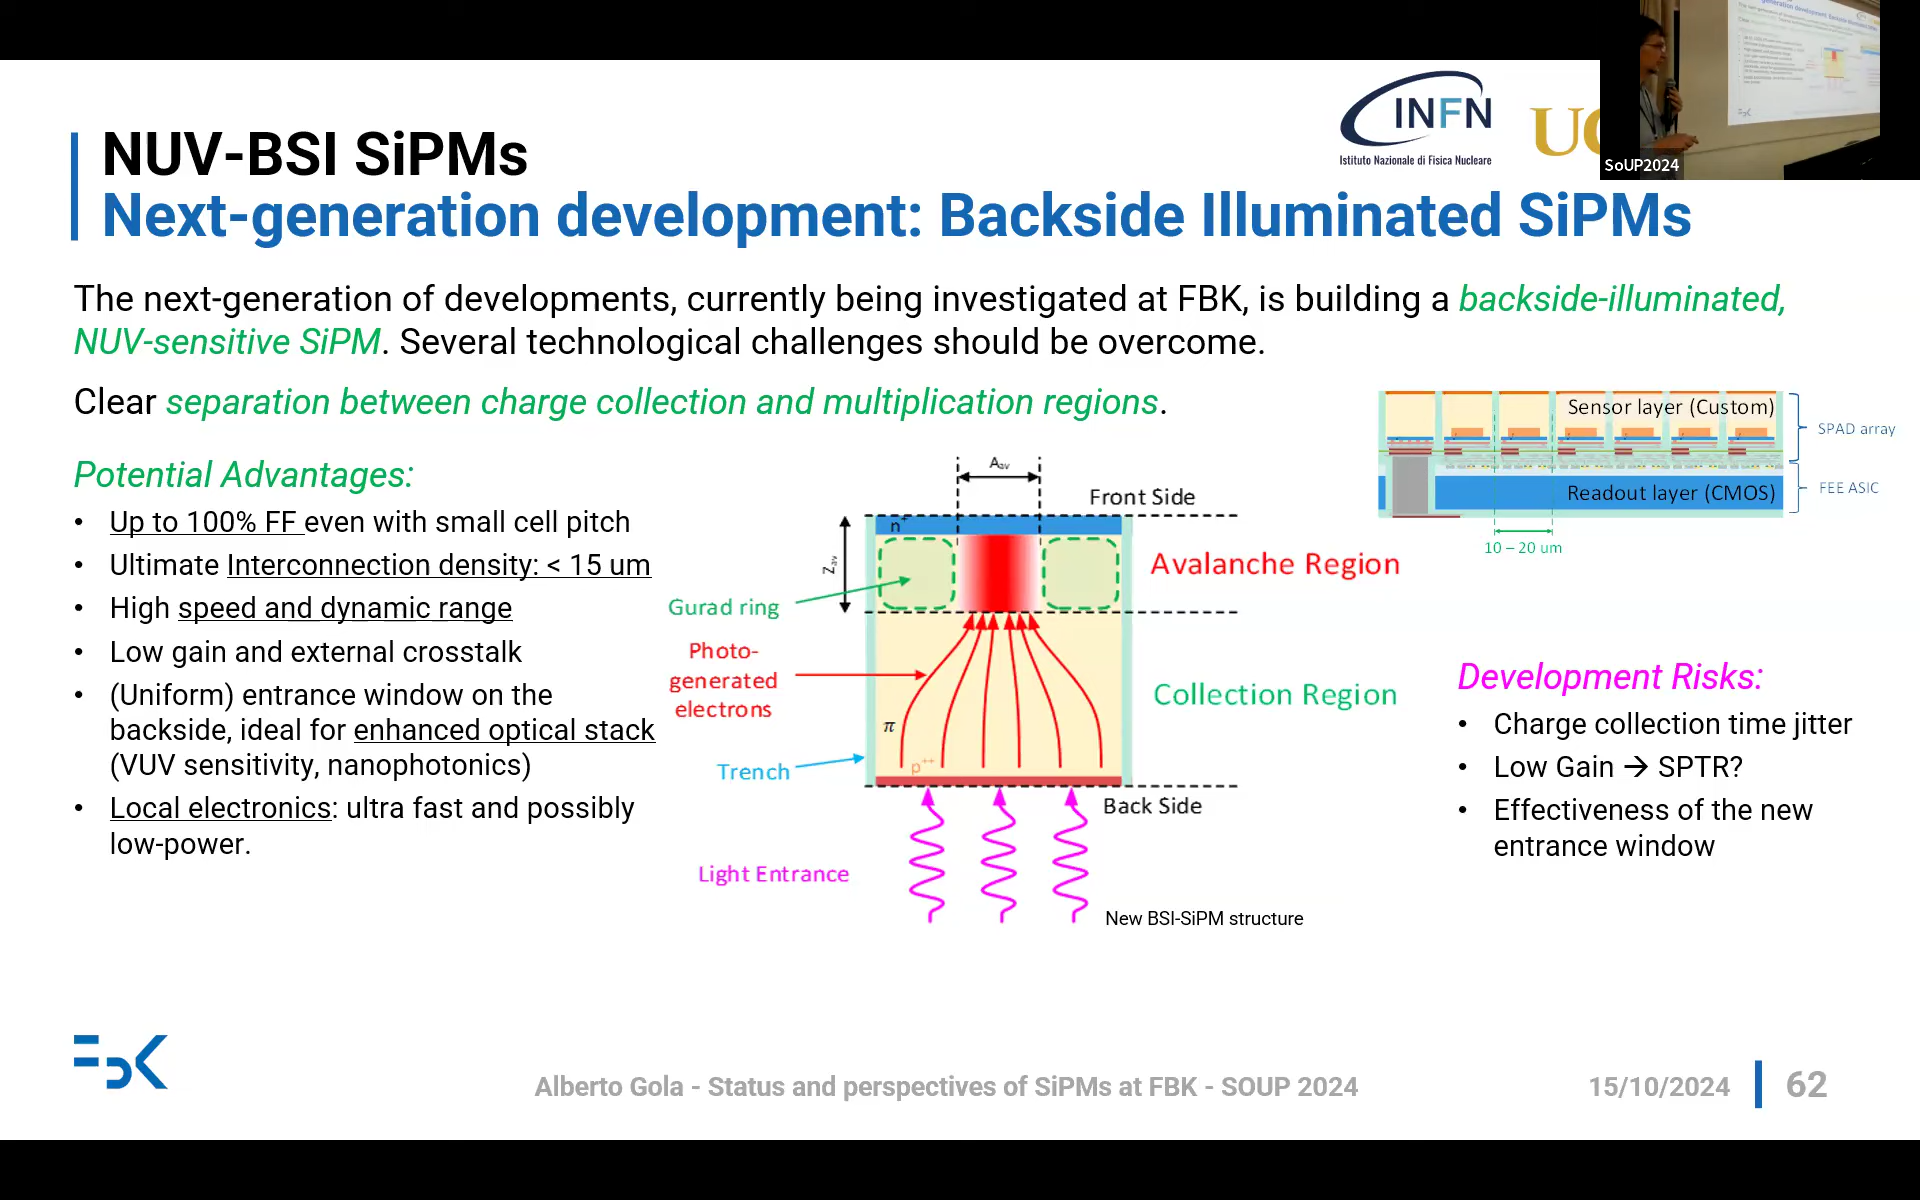 INFN
Istituto Nazionale di Fisica Nucleare
SoUP2024
NUV-BSI SiPMs
Next-generation development: Backside Illuminated SiPMs
The next-generation of developments, currently being investigated at FBK, is building a backside-illuminated,
NUV-sensitive SiPM. Several technological challenges should be overcome.
Clear separation between charge collection and multiplication regions.
Potential Advantages:
• Up to 100% FF even with small cell pitch
• Ultimate Interconnection density: < 15 um
• High speed and dynamic range
• Low gain and external crosstalk
• (Uniform) entrance window on the
backside, ideal for enhanced optical stack
(VUV sensitivity, nanophotonics)
• Local electronics: ultra fast and possibly
low-power.
Aav
Front Side
n+
Zav
Avalanche Region
Gurad ring
Photo-
generated
electrons
Collection Region
π
Trench
p++
Back Side
Light Entrance
New BSI-SiPM structure
Sensor layer (Custom)
SPAD array
Readout layer (CMOS)
FEE ASIC
10 – 20 um
Development Risks:
• Charge collection time jitter
• Low Gain → SPTR?
• Effectiveness of the new
entrance window
FBK
Alberto Gola - Status and perspectives of SiPMs at FBK - SOUP 2024
15/10/2024
62